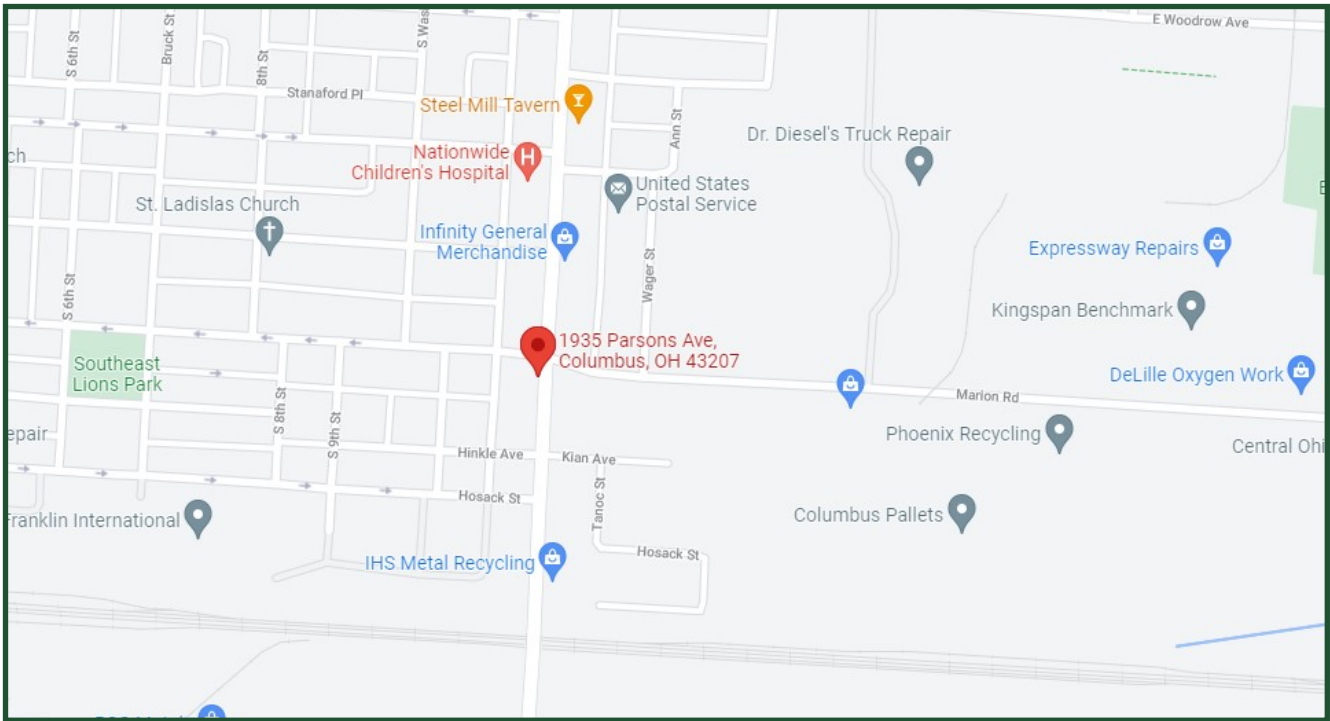 E Woodrow Ave
S 6th St
Bruck St
8th St
S Was
Stanaford Pl
Steel Mill Tavern
Ann St
Dr. Diesel's Truck Repair
ch
Nationwide
Children's Hospital
H
United States
Postal Service
St. Ladislas Church
Infinity General
Merchandise
Expressway Repairs
Wager St
S 6th St
Kingspan Benchmark
1935 Parsons Ave,
Columbus, OH 43207
Southeast
Lions Park
DeLille Oxygen Work
Marion Rd
S 8th St
S 9th St
epair
Phoenix Recycling
Central Ohi
Hinkle Ave
Kian Ave
Hosack St
Tanoc St
Franklin International
Columbus Pallets
Hosack St
IHS Metal Recycling